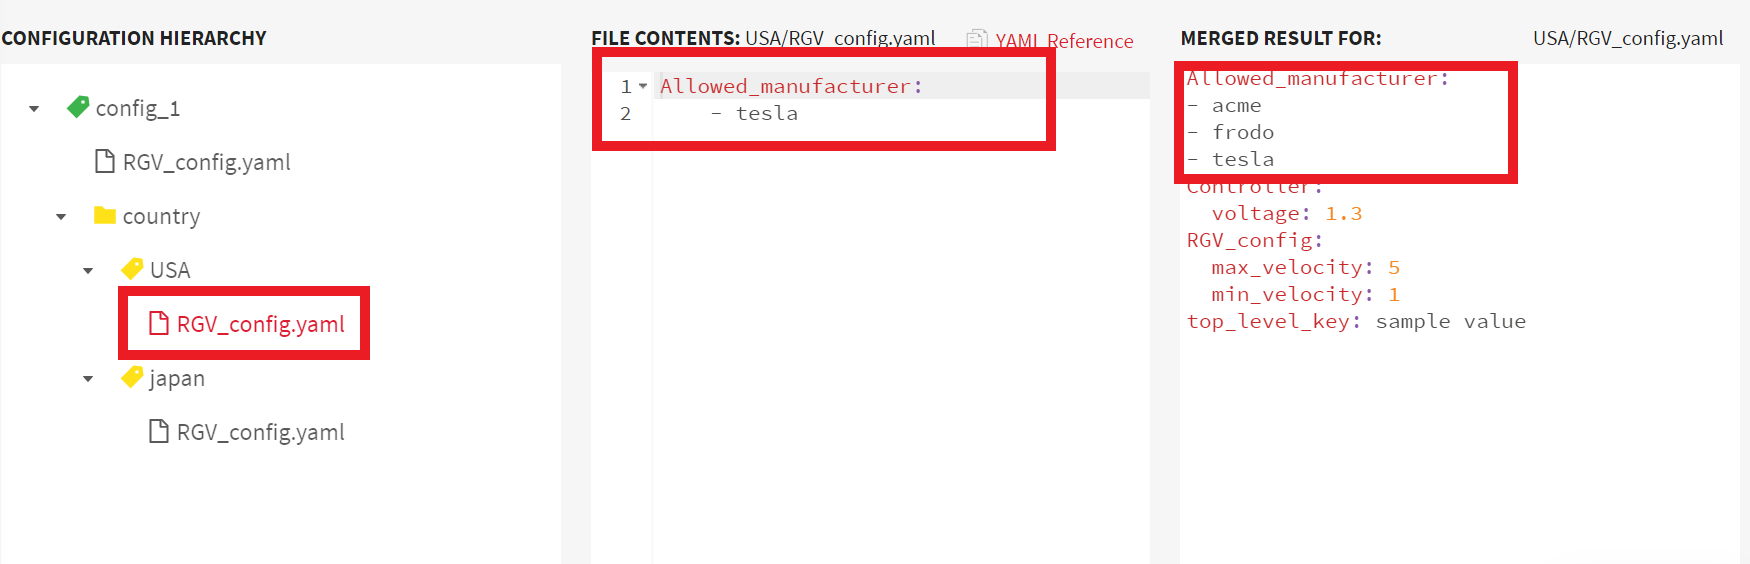 CONFIGURATION HIERARCHY
config_1
RGV_config.yaml
country
USA
RGV_config.yaml
japan
RGV_config.yaml
FILE CONTENTS: USA/RGV_config.yaml
YAML Reference
1 Allowed_manufacturer:
2 - tesla
MERGED RESULT FOR: USA/RGV_config.yaml
Allowed_manufacturer:
- acme
- frodo
- tesla
Controller:
voltage: 1.3
RGV_config:
max_velocity: 5
min_velocity: 1
top_level_key: sample value